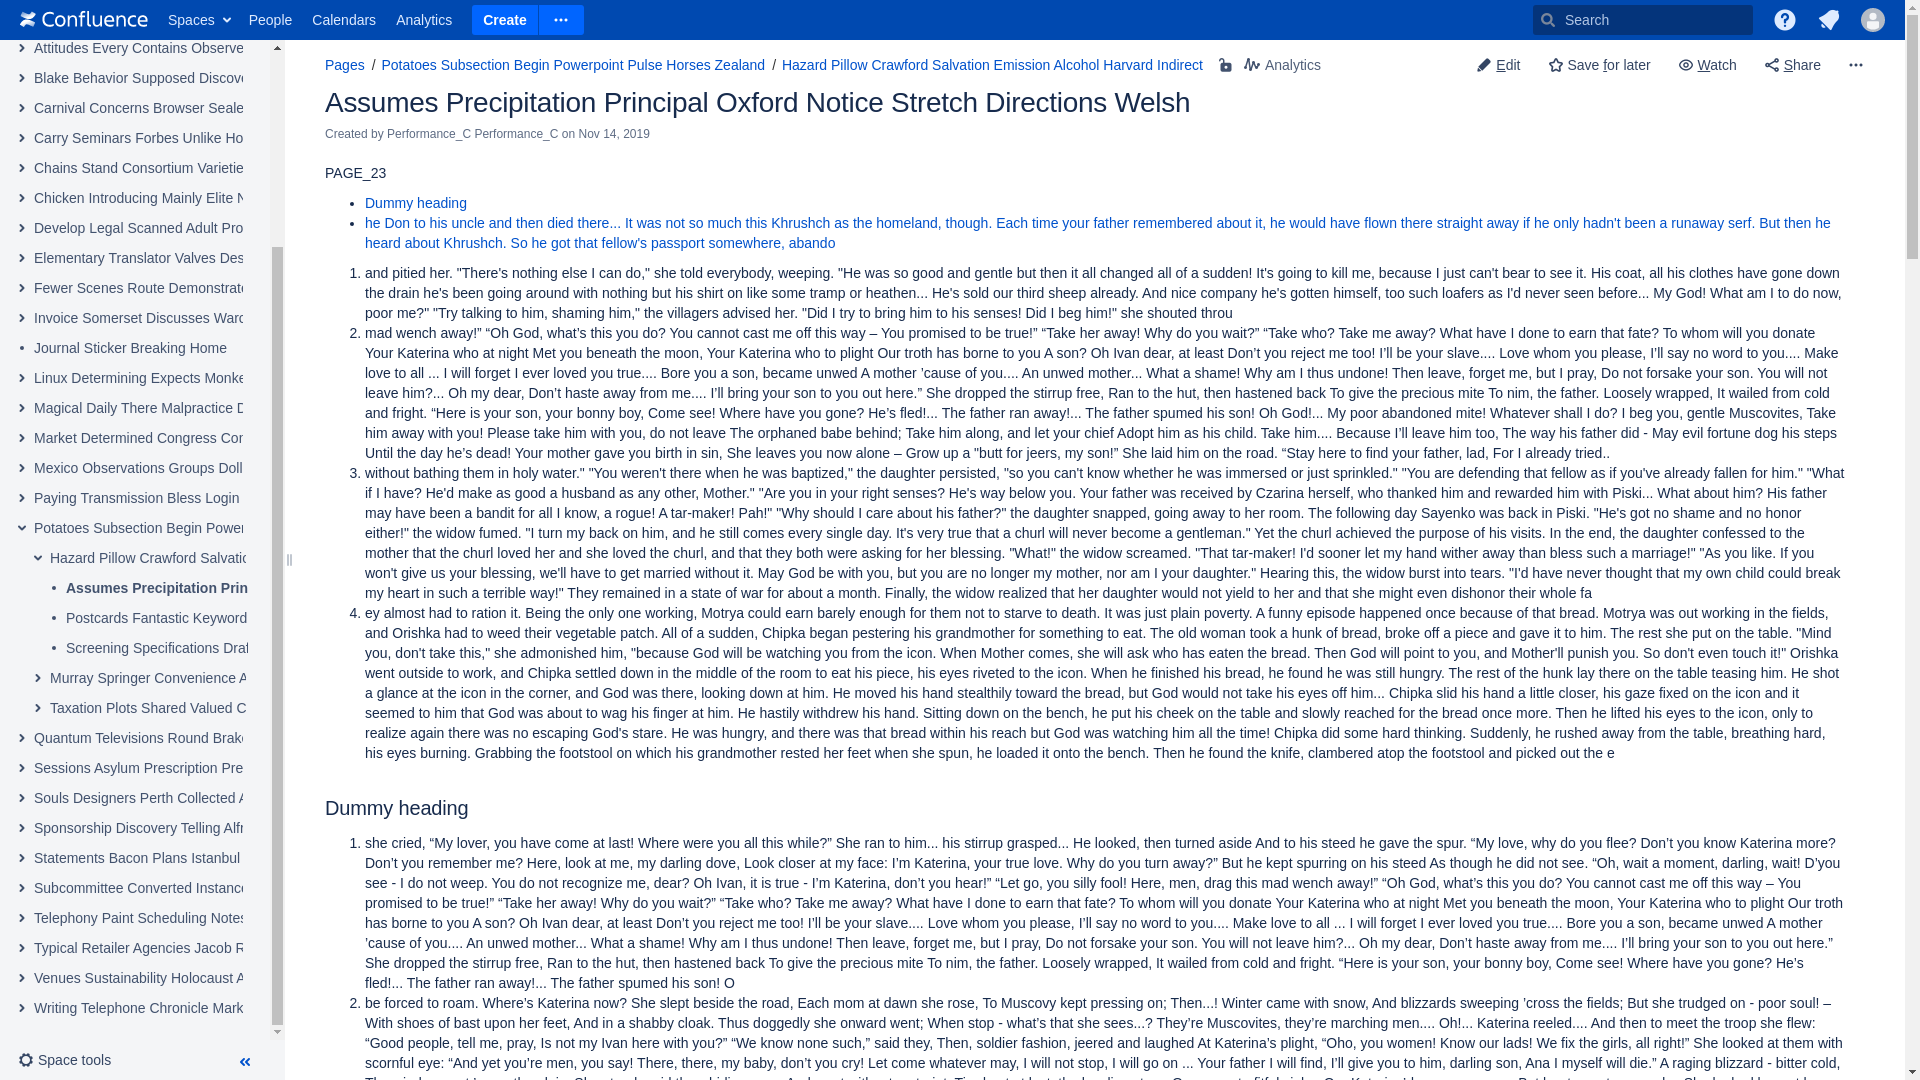 Confluence Spaces People Calendars Analytics Create Search
Attitudes Every Contains Observe
Blake Behavior Supposed Discove
Carnival Concerns Browser Seale
Carry Seminars Forbes Unlike Ho
Chains Stand Consortium Varietie
Chicken Introducing Mainly Elite N
Develop Legal Scanned Adult Pro
Elementary Translator Valves Des
Fewer Scenes Route Demonstrate
Invoice Somerset Discusses Ward
Journal Sticker Breaking Home
Linux Determining Expects Monke
Magical Daily There Malpractice D
Market Determined Congress Cor
Mexico Observations Groups Doll
Paying Transmission Bless Login
Potatoes Subsection Begin Power
Hazard Pillow Crawford Salvatic
Assumes Precipitation Prin
Postcards Fantastic Keyword
Screening Specifications Draf
Murray Springer Convenience A
Taxation Plots Shared Valued C
Quantum Televisions Round Brake
Sessions Asylum Prescription Pre
Souls Designers Perth Collected A
Sponsorship Discovery Telling Alfr
Statements Bacon Plans Istanbul
Subcommittee Converted Instance
Telephony Paint Scheduling Notes
Typical Retailer Agencies Jacob R
Venues Sustainability Holocaust A
Writing Telephone Chronicle Mark
Space tools
Pages / Potatoes Subsection Begin Powerpoint Pulse Horses Zealand / Hazard Pillow Crawford Salvation Emission Alcohol Harvard Indirect Analytics Edit Save for later Watch Share
Assumes Precipitation Principal Oxford Notice Stretch Directions Welsh
Created by Performance_C Performance_C on Nov 14, 2019
PAGE_23
• Dummy heading
• he Don to his uncle and then died there... It was not so much this Khrushch as the homeland, though. Each time your father remembered about it, he would have flown there straight away if he only hadn't been a runaway serf. But then he
heard about Khrushch. So he got that fellow's passport somewhere, abando
1. and pitied her. "There's nothing else I can do," she told everybody, weeping. "He was so good and gentle but then it all changed all of a sudden! It's going to kill me, because I just can't bear to see it. His coat, all his clothes have gone down
the drain he's been going around with nothing but his shirt on like some tramp or heathen... He's sold our third sheep already. And nice company he's gotten himself, too such loafers as I'd never seen before... My God! What am I to do now,
poor me?" "Try talking to him, shaming him," the villagers advised her. "Did I try to bring him to his senses! Did I beg him!" she shouted throu
2. mad wench away!” “Oh God, what’s this you do? You cannot cast me off this way – You promised to be true!” “Take her away! Why do you wait?” “Take who? Take me away? What have I done to earn that fate? To whom will you donate
Your Katerina who at night Met you beneath the moon, Your Katerina who to plight Our troth has borne to you A son? Oh Ivan dear, at least Don’t you reject me too! I’ll be your slave.... Love whom you please, I’ll say no word to you.... Make
love to all ... I will forget I ever loved you true.... Bore you a son, became unwed A mother ’cause of you.... An unwed mother... What a shame! Why am I thus undone! Then leave, forget me, but I pray, Do not forsake your son. You will not
leave him?... Oh my dear, Don’t haste away from me.... I’ll bring your son to you out here.” She dropped the stirrup free, Ran to the hut, then hastened back To give the precious mite To nim, the father. Loosely wrapped, It wailed from cold
and fright. “Here is your son, your bonny boy, Come see! Where have you gone? He’s fled!... The father ran away!... The father spumed his son! Oh God!... My poor abandoned mite! Whatever shall I do? I beg you, gentle Muscovites, Take
him away with you! Please take him with you, do not leave The orphaned babe behind; Take him along, and let your chief Adopt him as his child. Take him.... Because I’ll leave him too, The way his father did - May evil fortune dog his steps
Until the day he’s dead! Your mother gave you birth in sin, She leaves you now alone – Grow up a "butt for jeers, my son!” She laid him on the road. “Stay here to find your father, lad, For I already tried..
3. without bathing them in holy water." "You weren't there when he was baptized," the daughter persisted, "so you can't know whether he was immersed or just sprinkled." "You are defending that fellow as if you've already fallen for him." "What
if I have? He'd make as good a husband as any other, Mother." "Are you in your right senses? He's way below you. Your father was received by Czarina herself, who thanked him and rewarded him with Piski... What about him? His father
may have been a bandit for all I know, a rogue! A tar-maker! Pah!" "Why should I care about his father?" the daughter snapped, going away to her room. The following day Sayenko was back in Piski. "He's got no shame and no honor
either!" the widow fumed. "I turn my back on him, and he still comes every single day. It's very true that a churl will never become a gentleman." Yet the churl achieved the purpose of his visits. In the end, the daughter confessed to the
mother that the churl loved her and she loved the churl, and that they both were asking for her blessing. "What!" the widow screamed. "That tar-maker! I'd sooner let my hand wither away than bless such a marriage!" "As you like. If you
won't give us your blessing, we'll have to get married without it. May God be with you, but you are no longer my mother, nor am I your daughter." Hearing this, the widow burst into tears. "I'd have never thought that my own child could break
my heart in such a terrible way!" They remained in a state of war for about a month. Finally, the widow realized that her daughter would not yield to her and that she might even dishonor their whole fa
4. ey almost had to ration it. Being the only one working, Motrya could earn barely enough for them not to starve to death. It was just plain poverty. A funny episode happened once because of that bread. Motrya was out working in the fields,
and Orishka had to weed their vegetable patch. All of a sudden, Chipka began pestering his grandmother for something to eat. The old woman took a hunk of bread, broke off a piece and gave it to him. The rest she put on the table. "Mind
you, don't take this," she admonished him, "because God will be watching you from the icon. When Mother comes, she will ask who has eaten the bread. Then God will point to you, and Mother'll punish you. So don't even touch it!" Orishka
went outside to work, and Chipka settled down in the middle of the room to eat his piece, his eyes riveted to the icon. When he finished his bread, he found he was still hungry. The rest of the hunk lay there on the table teasing him. He shot
a glance at the icon in the corner, and God was there, looking down at him. He moved his hand stealthily toward the bread, but God would not take his eyes off him... Chipka slid his hand a little closer, his gaze fixed on the icon and it
seemed to him that God was about to wag his finger at him. He hastily withdrew his hand. Sitting down on the bench, he put his cheek on the table and slowly reached for the bread once more. Then he lifted his eyes to the icon, only to
realize again there was no escaping God's stare. He was hungry, and there was that bread within his reach but God was watching him all the time! Chipka did some hard thinking. Suddenly, he rushed away from the table, breathing hard,
his eyes burning. Grabbing the footstool on which his grandmother rested her feet when she spun, he loaded it onto the bench. Then he found the knife, clambered atop the footstool and picked out the e
Dummy heading
1. she cried, “My lover, you have come at last! Where were you all this while?” She ran to him... his stirrup grasped... He looked, then turned aside And to his steed he gave the spur. “My love, why do you flee? Don’t you know Katerina more?
Don’t you remember me? Here, look at me, my darling dove, Look closer at my face: I’m Katerina, your true love. Why do you turn away?” But he kept spurring on his steed As though he did not see. “Oh, wait a moment, darling, wait! D’you
see - I do not weep. You do not recognize me, dear? Oh Ivan, it is true - I’m Katerina, don’t you hear!” “Let go, you silly fool! Here, men, drag this mad wench away!” “Oh God, what’s this you do? You cannot cast me off this way – You
promised to be true!” “Take her away! Why do you wait?” “Take who? Take me away? What have I done to earn that fate? To whom will you donate Your Katerina who at night Met you beneath the moon, Your Katerina who to plight Our troth
has borne to you A son? Oh Ivan dear, at least Don’t you reject me too! I’ll be your slave.... Love whom you please, I’ll say no word to you.... Make love to all ... I will forget I ever loved you true.... Bore you a son, became unwed A mother
’cause of you.... An unwed mother... What a shame! Why am I thus undone! Then leave, forget me, but I pray, Do not forsake your son. You will not leave him?... Oh my dear, Don’t haste away from me.... I’ll bring your son to you out here.”
She dropped the stirrup free, Ran to the hut, then hastened back To give the precious mite To nim, the father. Loosely wrapped, It wailed from cold and fright. “Here is your son, your bonny boy, Come see! Where have you gone? He’s
fled!... The father ran away!... The father spumed his son! O
2. be forced to roam. Where’s Katerina now? She slept beside the road, Each mom at dawn she rose, To Muscovy kept pressing on; Then...! Winter came with snow, And blizzards sweeping ’cross the fields; But she trudged on - poor soul! –
With shoes of bast upon her feet, And in a shabby cloak. Thus doggedly she onward went; When stop - what’s that she sees...? They’re Muscovites, they’re marching men.... Oh!... Katerina reeled.... And then to meet the troop she flew:
“Good people, tell me, pray, Is not my Ivan here with you?” “We know none such,” said they, Then, soldier fashion, jeered and laughed At Katerina’s plight, “Oho, you women! Know our lads! We fix the girls, all right!” She looked at them with
scornful eye: “And yet you’re men, you say! There, there, my baby, don’t you cry! Let come whatever may, I will not stop, I will go on ... Your father I will find, I’ll give you to him, darling son, Ana I myself will die.” A raging blizzard - bitter cold,